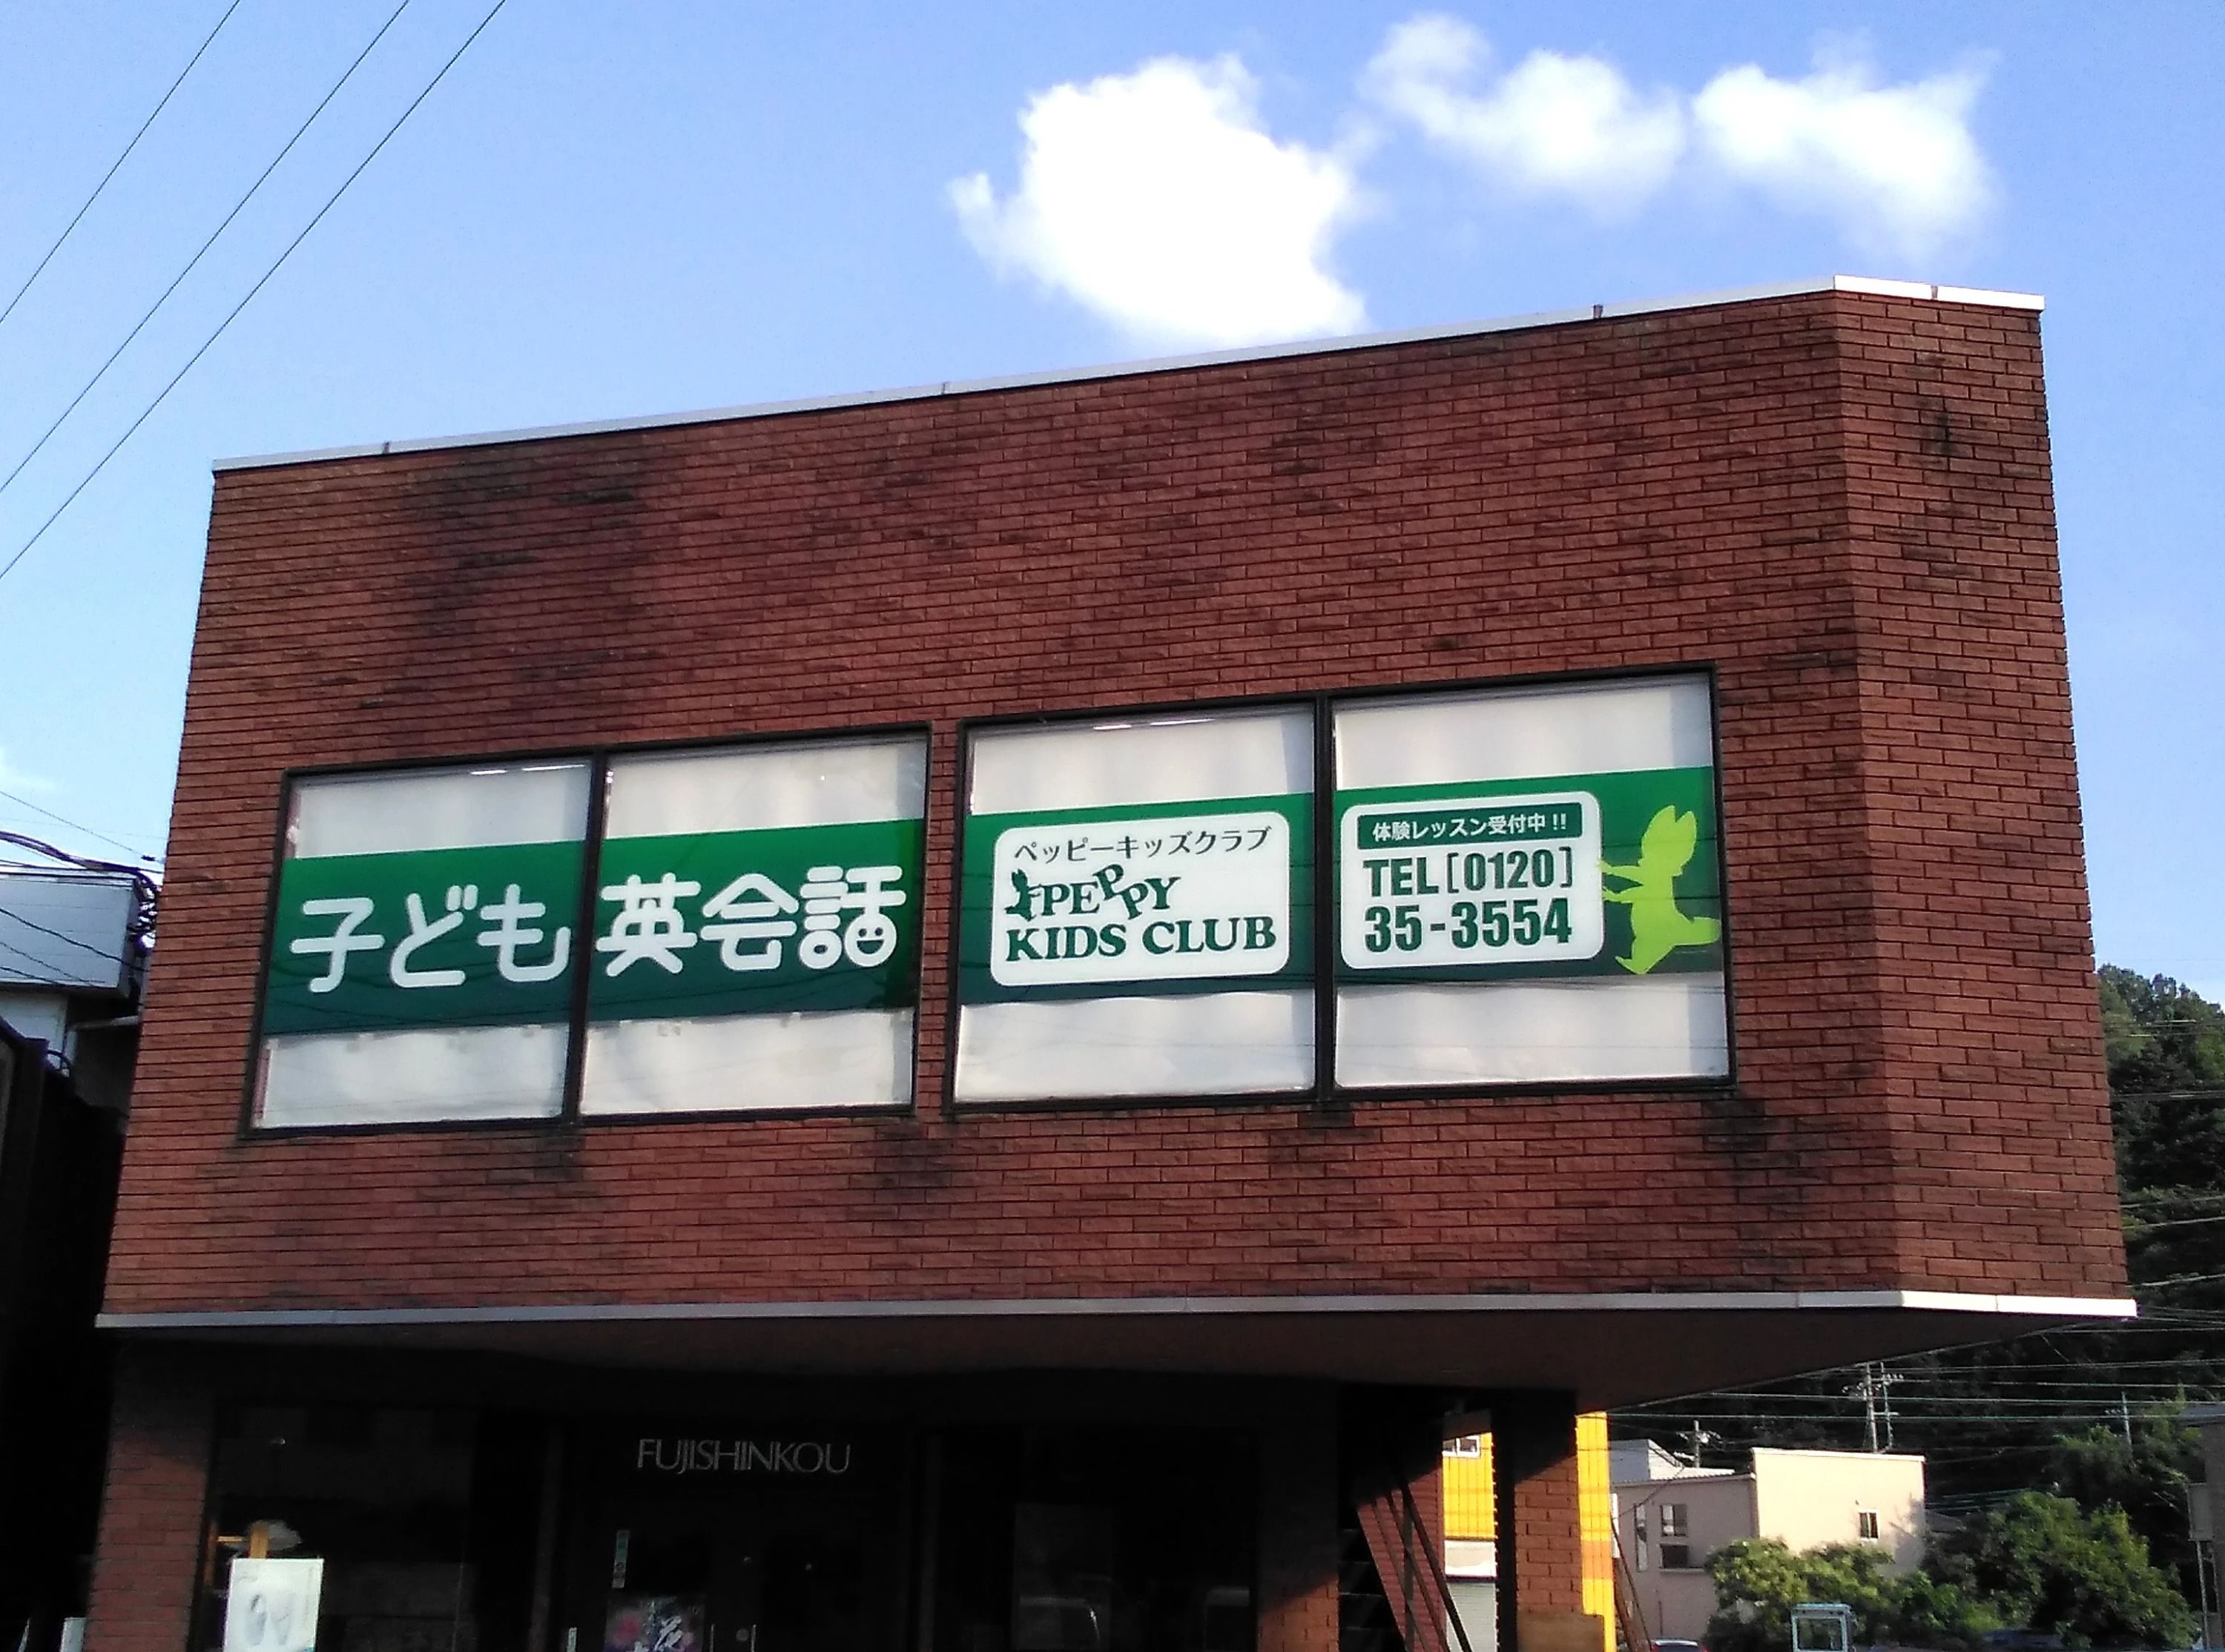 子ども英会話
ペッピーキッズクラブ
PEPPY
KIDS CLUB
体験レッスン受付中!!
TEL[0120]
35-3554
FUJISHINKOU